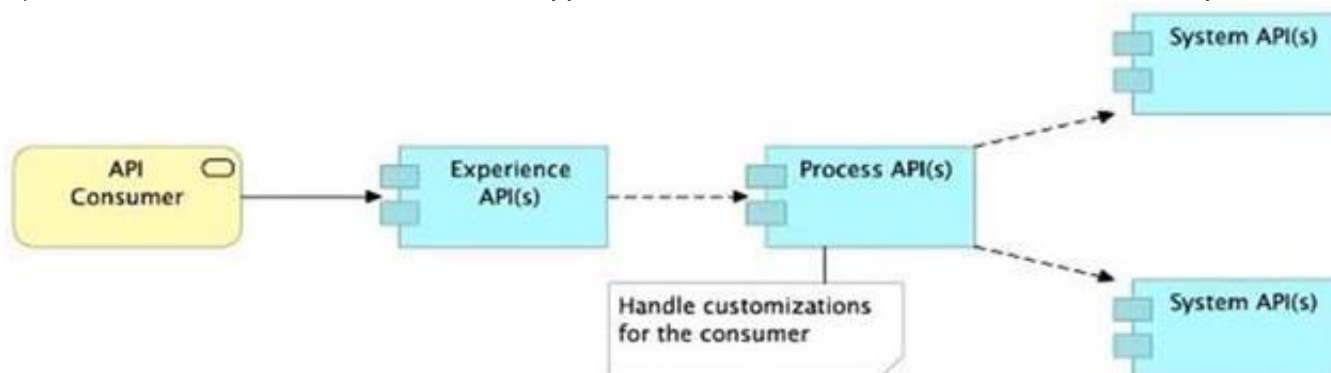 System API(s)
API
Consumer
Experience
API(s)
Process API(s)
Handle customizations
for the consumer
System API(s)